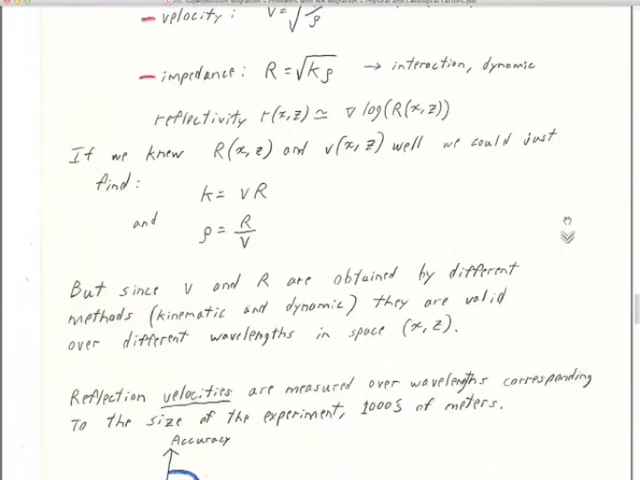 velocity: V = √ /ρ
impedance: R = √kρ → interaction, dynamic
reflectivity r(x,z) ≃ ∇ log(R(x,z))
If we knew R(x,z) and v(x,z) well we could just
find:
k = vR
and
ρ = R/V
But since v and R are obtained by different
methods (kinematic and dynamic) they are valid
over different wavelengths in space (x,z).
Reflection velocities are measured over wavelengths corresponding
To the size of the experiment, 1000s of meters.
Accuracy